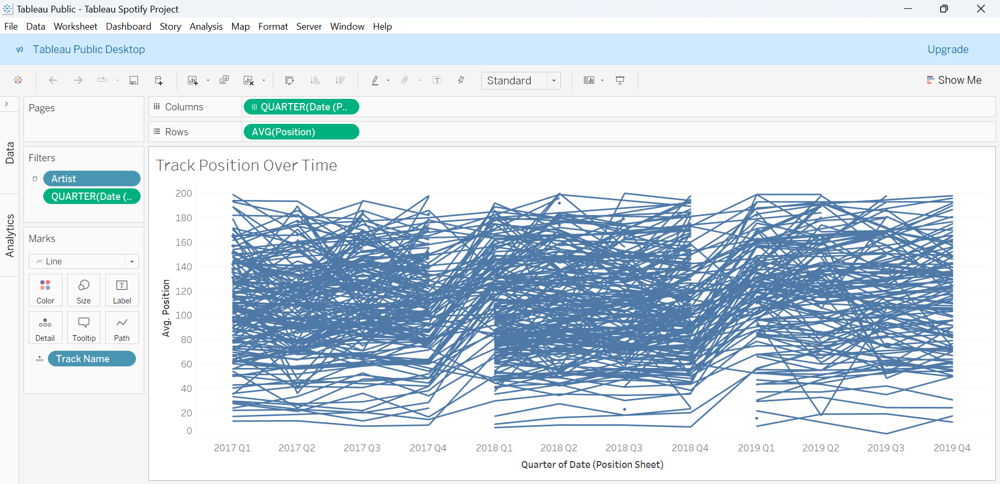 Tableau Public - Tableau Spotify Project
File Data Worksheet Dashboard Story Analysis Map Format Server Window Help
Tableau Public Desktop Upgrade
Standard Show Me
Data
Analytics
Pages
Filters
Artist
QUARTER(Date (..
Marks
Line
Color Size Label
Detail Tooltip Path
Track Name
Columns QUARTER(Date (P..
Rows AVG(Position)
Track Position Over Time
Avg. Position
200
180
160
140
120
100
80
60
40
20
0
2017 Q1 2017 Q2 2017 Q3 2017 Q4 2018 Q1 2018 Q2 2018 Q3 2018 Q4 2019 Q1 2019 Q2 2019 Q3 2019 Q4
Quarter of Date (Position Sheet)